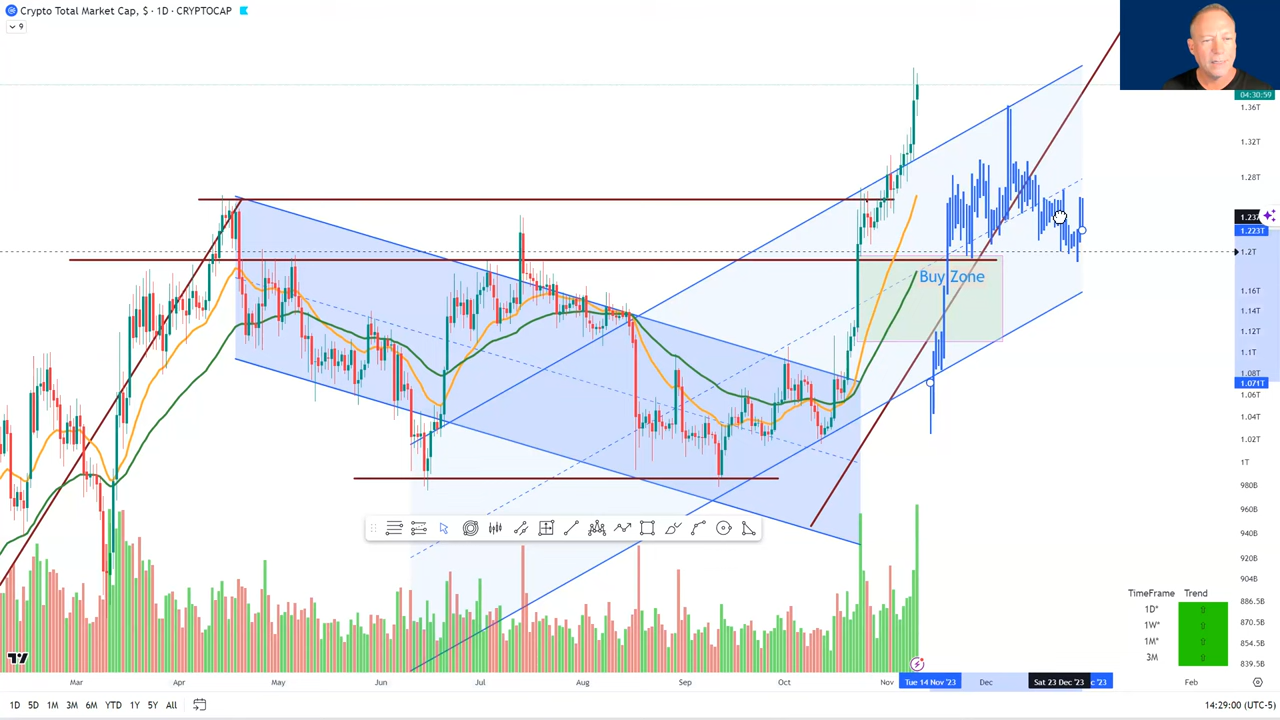 Crypto Total Market Cap, $ · 1D · CRYPTOCAP
9
04:30:59
1.36T
1.32T
1.28T
1.223T
1.2T
1.16T
1.14T
1.12T
1.1T
1.08T
1.071T
1.06T
1.04T
1.02T
1T
980B
960B
940B
920B
904B
886.5B
870.5B
854.5B
839.5B
Buy Zone
TimeFrame Trend
1D* ⇧
1W* ⇧
1M* ⇧
3M ⇧
Mar Apr May Jun Jul Aug Sep Oct Nov Tue 14 Nov '23 Dec Sat 23 Dec '23 c '23 Feb
1D 5D 1M 3M 6M YTD 1Y 5Y All
14:29:00 (UTC-5)